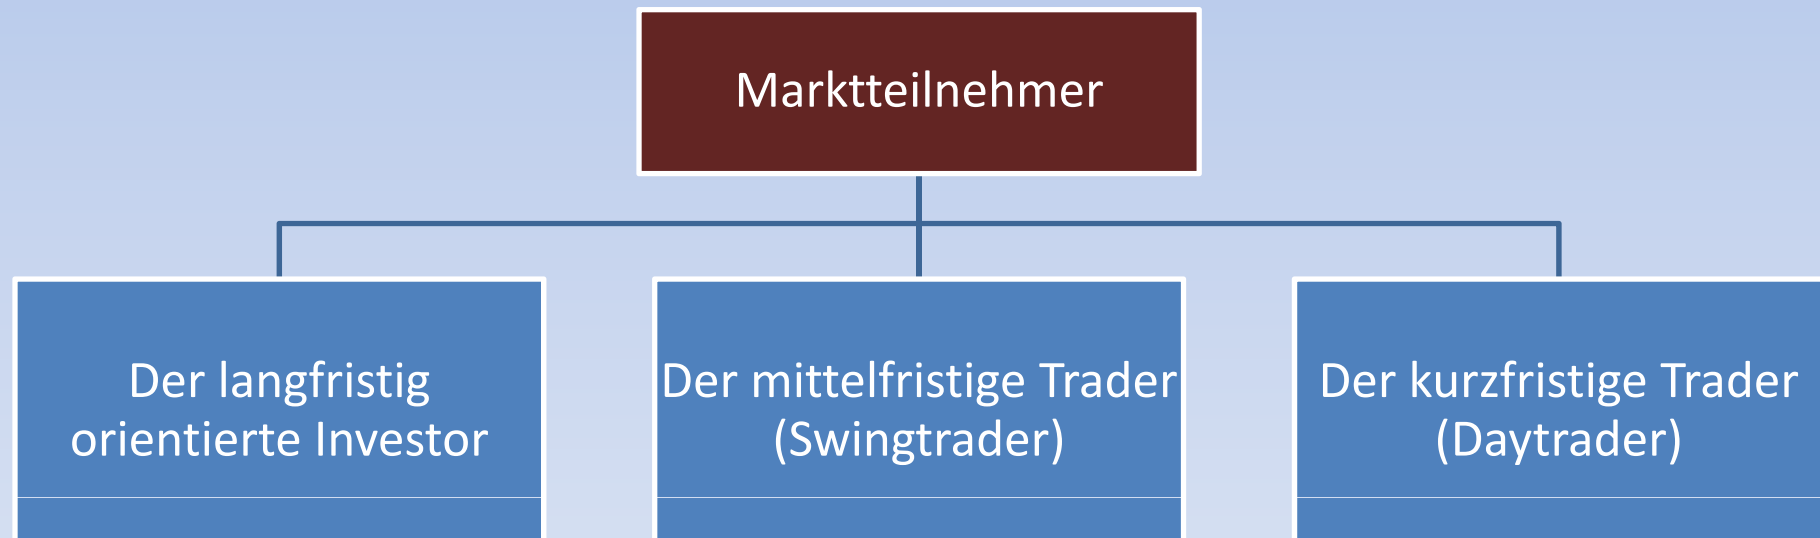 Marktteilnehmer
Der langfristig
orientierte Investor
Der mittelfristige Trader
(Swingtrader)
Der kurzfristige Trader
(Daytrader)